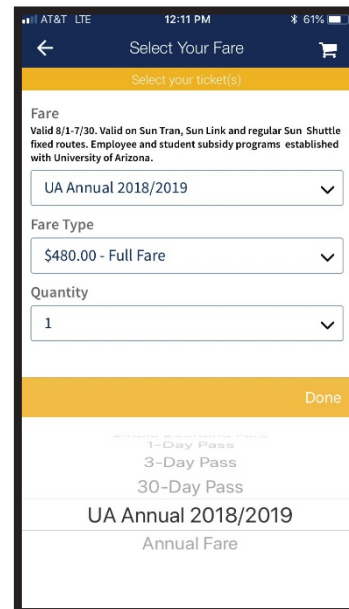 AT&T LTE 12:11 PM 61%
Select Your Fare
Select your ticket(s)
Fare
Valid 8/1-7/30. Valid on Sun Tran, Sun Link and regular Sun Shuttle
fixed routes. Employee and student subsidy programs established
with University of Arizona.
UA Annual 2018/2019
Fare Type
$480.00 - Full Fare
Quantity
1
Done
1-Day Pass
3-Day Pass
30-Day Pass
UA Annual 2018/2019
Annual Fare